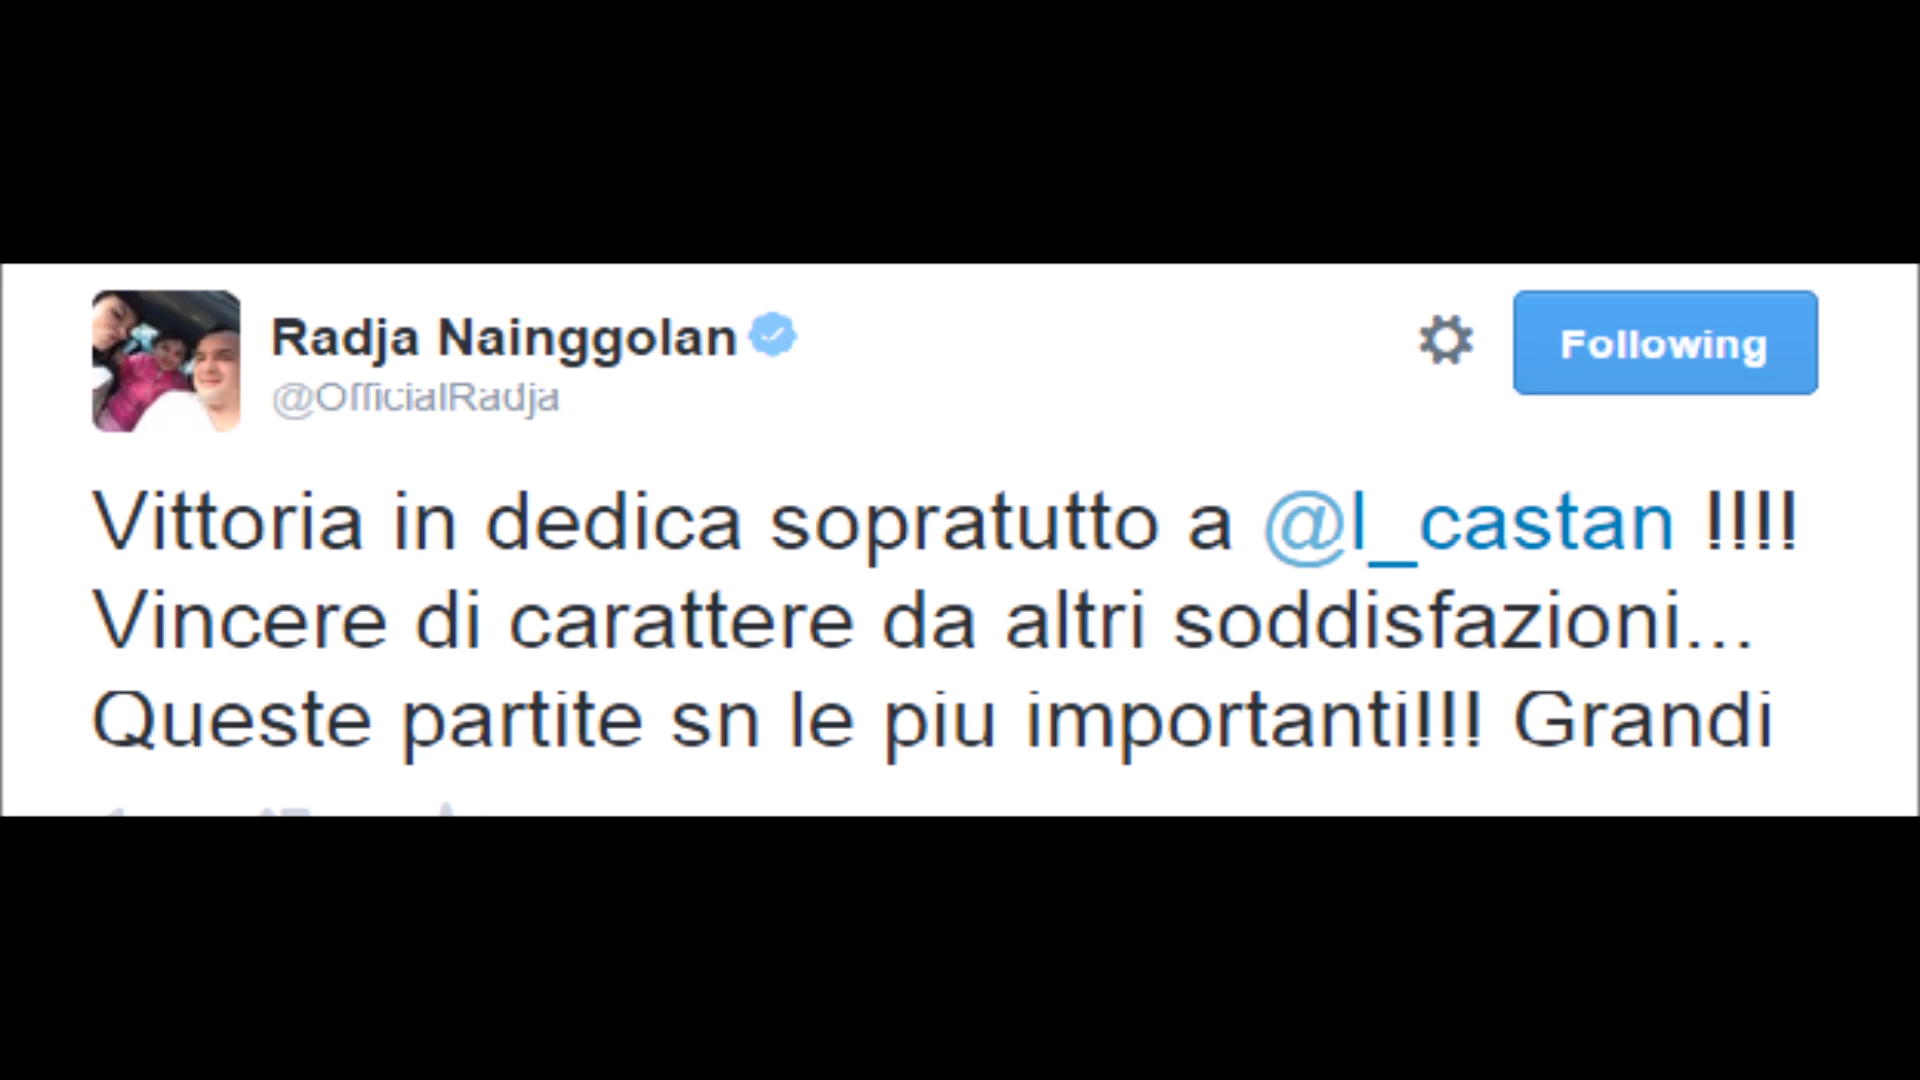 Radja Nainggolan
@OfficialRadja
Following
Vittoria in dedica sopratutto a @l_castan !!!!
Vincere di carattere da altri soddisfazioni...
Queste partite sn le piu importanti!!! Grandi